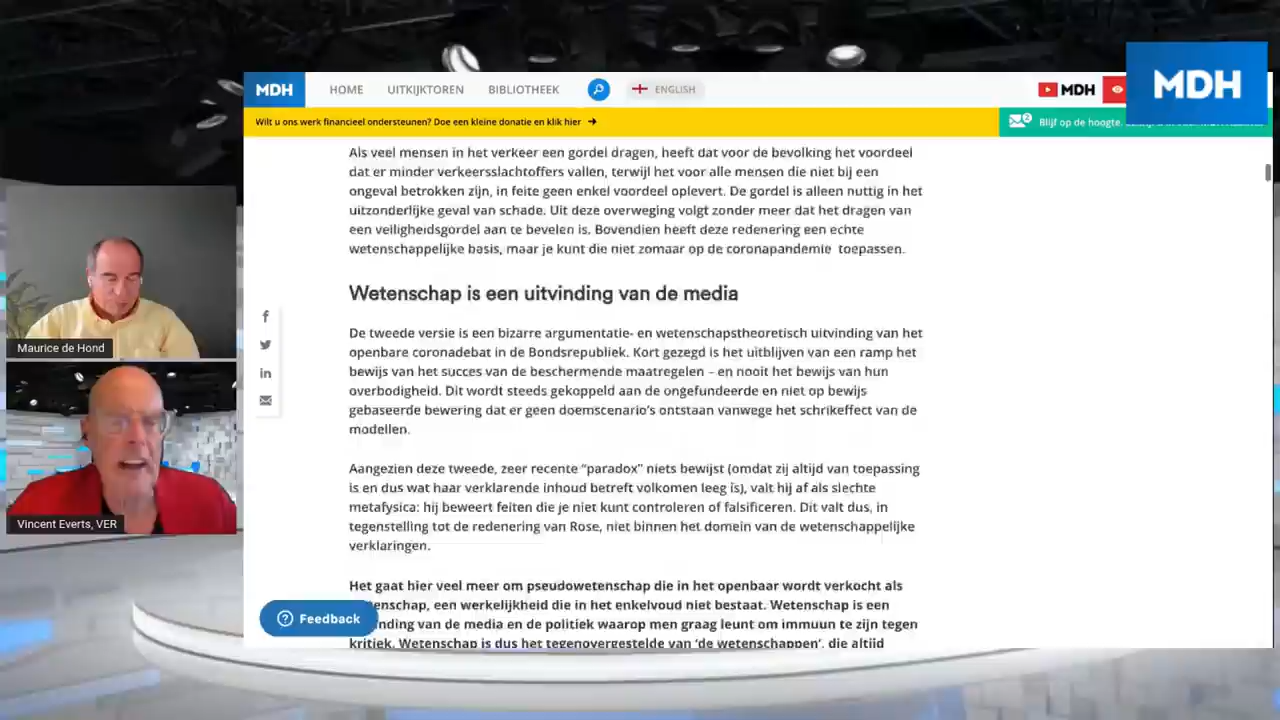 MDH
HOME
UITKIJKTOREN
BIBLIOTHEEK
ENGLISH
MDH
MDH
Wilt u ons werk financieel ondersteunen? Doe een kleine donatie en klik hier →
2
Blijf op de hoogte.
Als veel mensen in het verkeer een gordel dragen, heeft dat voor de bevolking het voordeel
dat er minder verkeersslachtoffers vallen, terwijl het voor alle mensen die niet bij een
ongeval betrokken zijn, in feite geen enkel voordeel oplevert. De gordel is alleen nuttig in het
uitzonderlijke geval van schade. Uit deze overweging volgt zonder meer dat het dragen van
een veiligheidsgordel aan te bevelen is. Bovendien heeft deze redenering een echte
wetenschappelijke basis, maar je kunt die niet zomaar op de coronapandemie toepassen.
Wetenschap is een uitvinding van de media
De tweede versie is een bizarre argumentatie- en wetenschapstheoretisch uitvinding van het
openbare coronadebat in de Bondsrepubliek. Kort gezegd is het uitblijven van een ramp het
bewijs van het succes van de beschermende maatregelen – en nooit het bewijs van hun
overbodigheid. Dit wordt steeds gekoppeld aan de ongefundeerde en niet op bewijs
gebaseerde bewering dat er geen doemscenario's ontstaan vanwege het schrikeffect van de
modellen.
Aangezien deze tweede, zeer recente “paradox” niets bewijst (omdat zij altijd van toepassing
is en dus wat haar verklarende inhoud betreft volkomen leeg is), valt hij af als slechte
metafysica: hij beweert feiten die je niet kunt controleren of falsificeren. Dit valt dus, in
tegenstelling tot de redenering van Rose, niet binnen het domein van de wetenschappelijke
verklaringen.
Het gaat hier veel meer om pseudowetenschap die in het openbaar wordt verkocht als
enschap, een werkelijkheid die in het enkelvoud niet bestaat. Wetenschap is een
nding van de media en de politiek waarop men graag leunt om immuun te zijn tegen
kritiek. Wetenschap is dus het tegenovergestelde van ‘de wetenschappen’, die altijd
Feedback
Maurice de Hond
Vincent Everts, VER